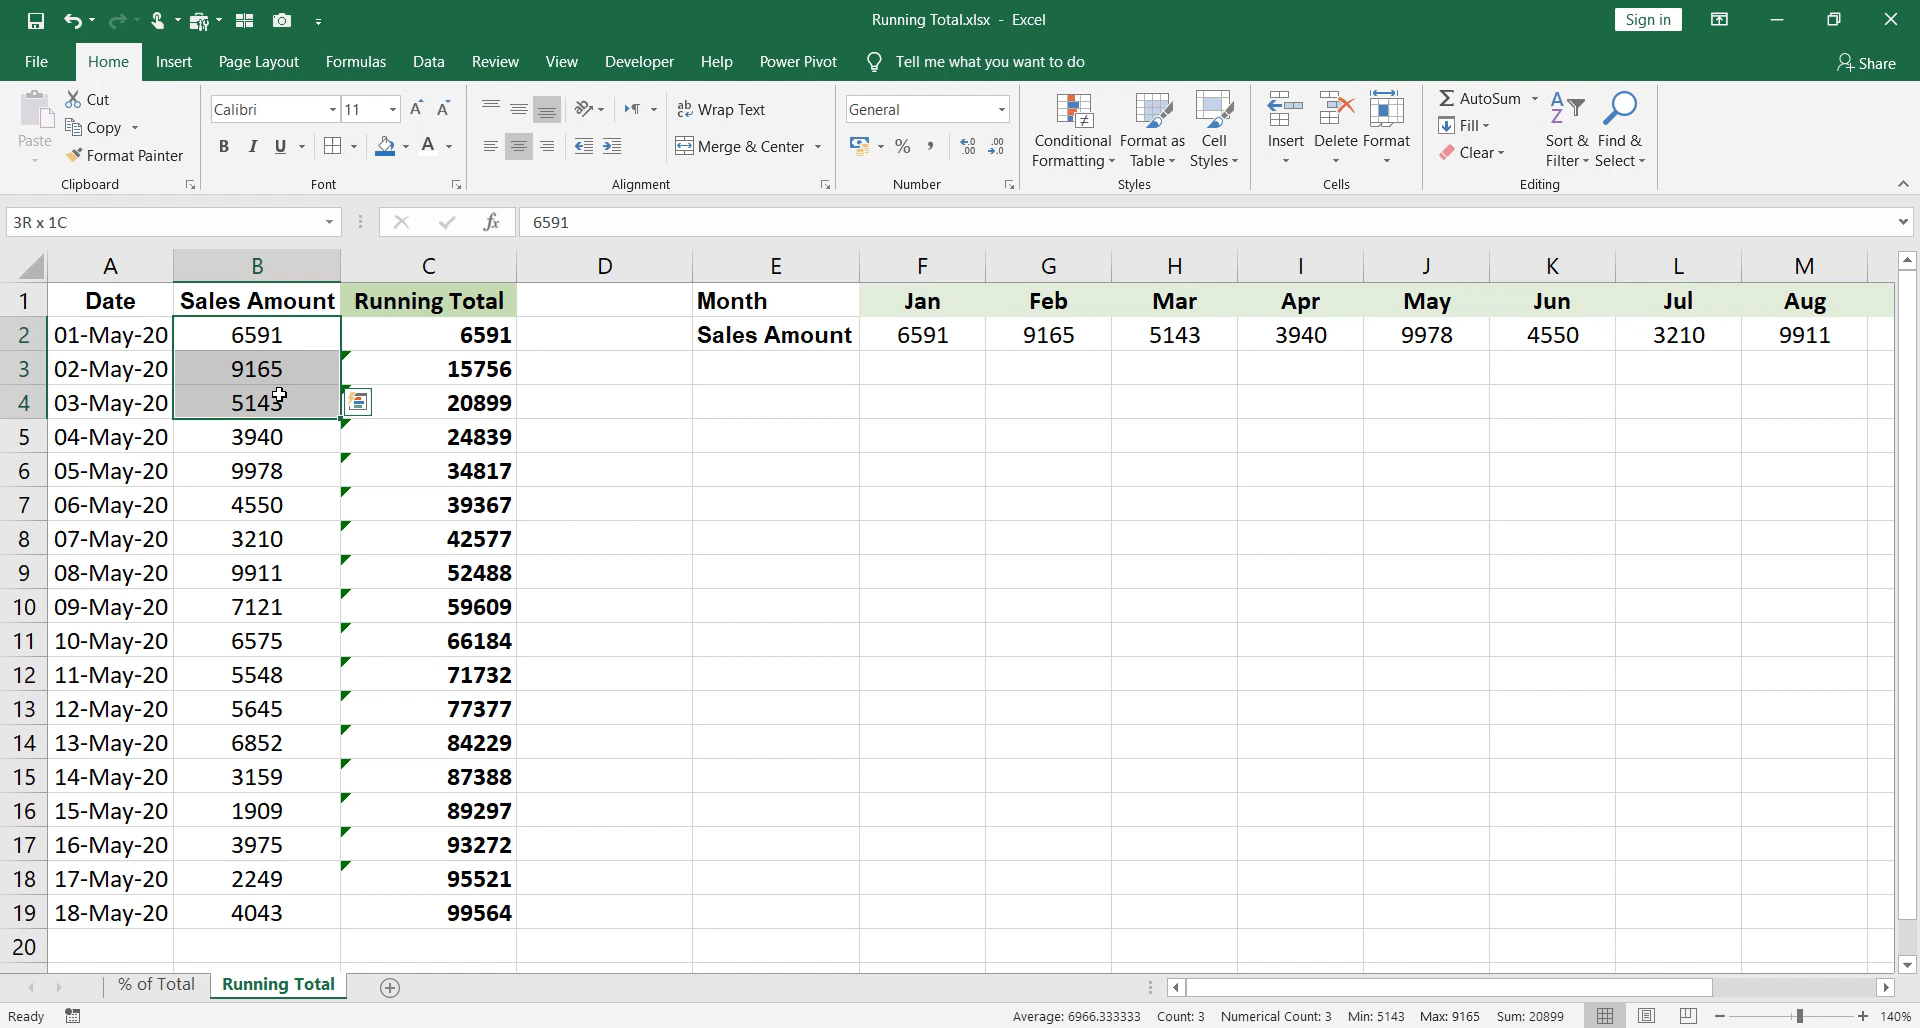 Running Total.xlsx - Excel
Sign in
File Home Insert Page Layout Formulas Data Review View Developer Help Power Pivot Tell me what you want to do Share
Paste
Cut
Copy
Format Painter
Clipboard
Calibri 11 A A
B I U A
Font
ab Wrap Text
Merge & Center
Alignment
General
% ,
Number
Conditional Formatting
Format as Table
Cell Styles
Styles
Insert Delete Format
Cells
AutoSum
Fill
Clear
Sort & Filter
Find & Select
Editing
3R x 1C fx 6591
A B C D E F G H I J K L M
1 Date Sales Amount Running Total Month Jan Feb Mar Apr May Jun Jul Aug
2 01-May-20 6591 6591 Sales Amount 6591 9165 5143 3940 9978 4550 3210 9911
3 02-May-20 9165 15756
4 03-May-20 5143 20899
5 04-May-20 3940 24839
6 05-May-20 9978 34817
7 06-May-20 4550 39367
8 07-May-20 3210 42577
9 08-May-20 9911 52488
10 09-May-20 7121 59609
11 10-May-20 6575 66184
12 11-May-20 5548 71732
13 12-May-20 5645 77377
14 13-May-20 6852 84229
15 14-May-20 3159 87388
16 15-May-20 1909 89297
17 16-May-20 3975 93272
18 17-May-20 2249 95521
19 18-May-20 4043 99564
20
% of Total Running Total
Ready Average: 6966.333333 Count: 3 Numerical Count: 3 Min: 5143 Max: 9165 Sum: 20899 140%